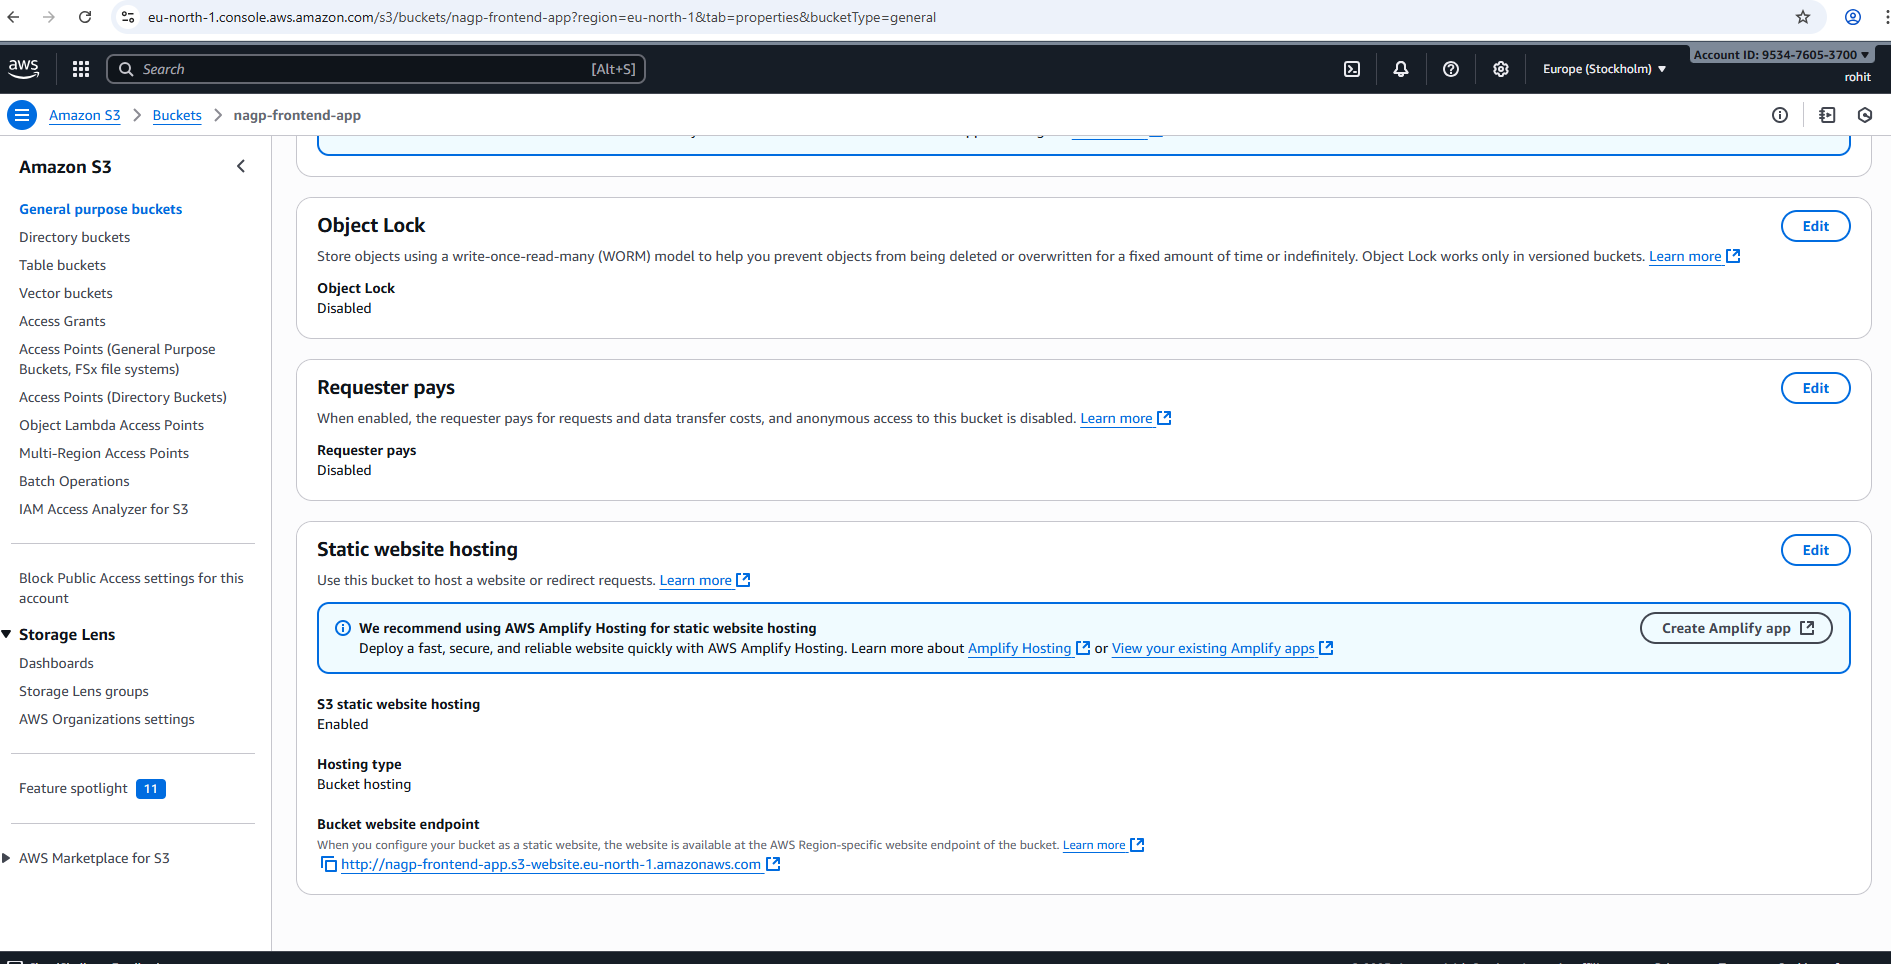 eu-north-1.console.aws.amazon.com/s3/buckets/nagp-frontend-app?region=eu-north-1&tab=properties&bucketType=general
aws
Search
[Alt+S]
Europe (Stockholm)
Account ID: 9534-7605-3700
rohit
Amazon S3
Buckets
nagp-frontend-app
Amazon S3
General purpose buckets
Directory buckets
Table buckets
Vector buckets
Access Grants
Access Points (General Purpose
Buckets, FSx file systems)
Access Points (Directory Buckets)
Object Lambda Access Points
Multi-Region Access Points
Batch Operations
IAM Access Analyzer for S3
Block Public Access settings for this
account
Storage Lens
Dashboards
Storage Lens groups
AWS Organizations settings
Feature spotlight 11
AWS Marketplace for S3
Object Lock
Edit
Store objects using a write-once-read-many (WORM) model to help you prevent objects from being deleted or overwritten for a fixed amount of time or indefinitely. Object Lock works only in versioned buckets. Learn more
Object Lock
Disabled
Requester pays
Edit
When enabled, the requester pays for requests and data transfer costs, and anonymous access to this bucket is disabled. Learn more
Requester pays
Disabled
Static website hosting
Edit
Use this bucket to host a website or redirect requests. Learn more
We recommend using AWS Amplify Hosting for static website hosting
Deploy a fast, secure, and reliable website quickly with AWS Amplify Hosting. Learn more about Amplify Hosting or View your existing Amplify apps
Create Amplify app
S3 static website hosting
Enabled
Hosting type
Bucket hosting
Bucket website endpoint
When you configure your bucket as a static website, the website is available at the AWS Region-specific website endpoint of the bucket. Learn more
http://nagp-frontend-app.s3-website.eu-north-1.amazonaws.com